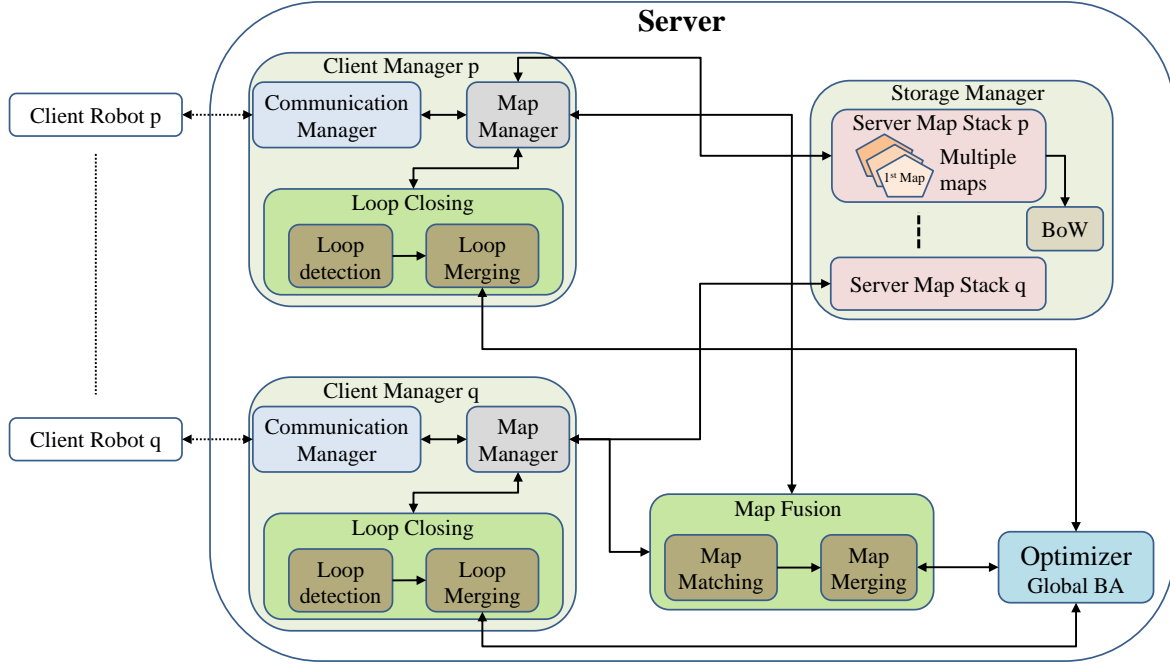 Server
Client Manager p
Client Robot p
Communication
Manager
Map
Manager
Loop Closing
Loop
detection
Loop
Merging
Storage Manager
Server Map Stack p
1st Map
Multiple
maps
BoW
Server Map Stack q
Client Manager q
Client Robot q
Communication
Manager
Map
Manager
Loop Closing
Loop
detection
Loop
Merging
Map Fusion
Map
Matching
Map
Merging
Optimizer
Global BA